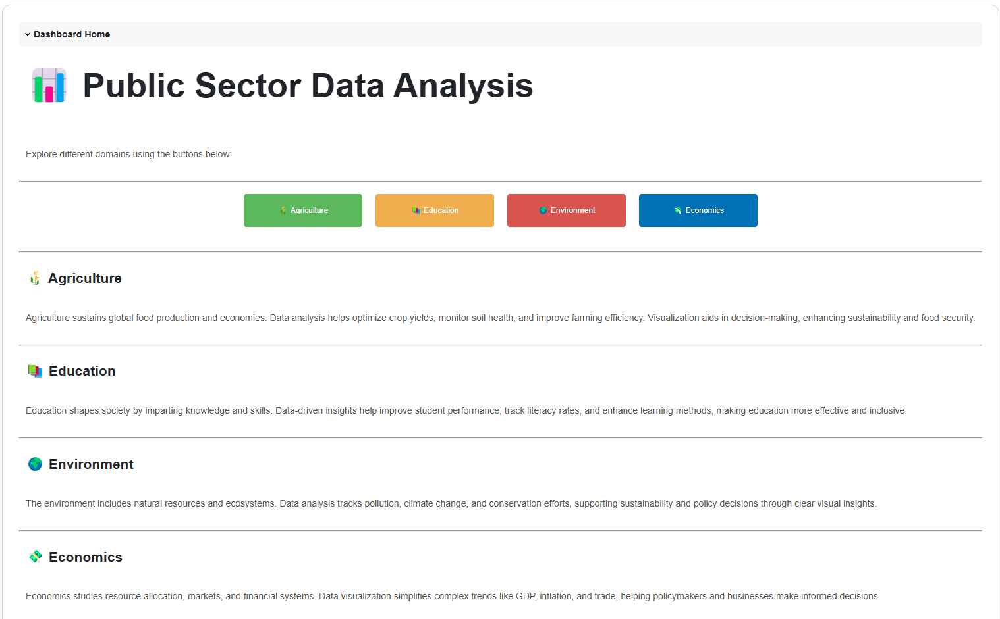 Dashboard Home
Public Sector Data Analysis
Explore different domains using the buttons below:
Agriculture
Education
Environment
Economics
Agriculture
Agriculture sustains global food production and economies. Data analysis helps optimize crop yields, monitor soil health, and improve farming efficiency. Visualization aids in decision-making, enhancing sustainability and food security.
Education
Education shapes society by imparting knowledge and skills. Data-driven insights help improve student performance, track literacy rates, and enhance learning methods, making education more effective and inclusive.
Environment
The environment includes natural resources and ecosystems. Data analysis tracks pollution, climate change, and conservation efforts, supporting sustainability and policy decisions through clear visual insights.
Economics
Economics studies resource allocation, markets, and financial systems. Data visualization simplifies complex trends like GDP, inflation, and trade, helping policymakers and businesses make informed decisions.